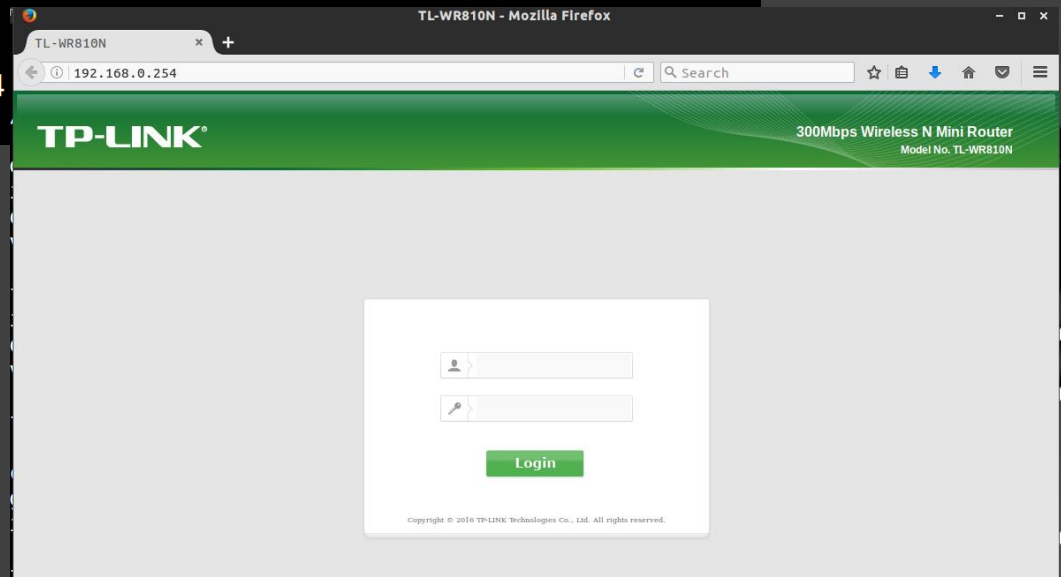 TL-WR810N - Mozilla Firefox
TL-WR810N
192.168.0.254
Search
TP-LINK®
300Mbps Wireless N Mini Router
Model No. TL-WR810N
Login
Copyright © 2016 TP-LINK Technologies Co., Ltd. All rights reserved.